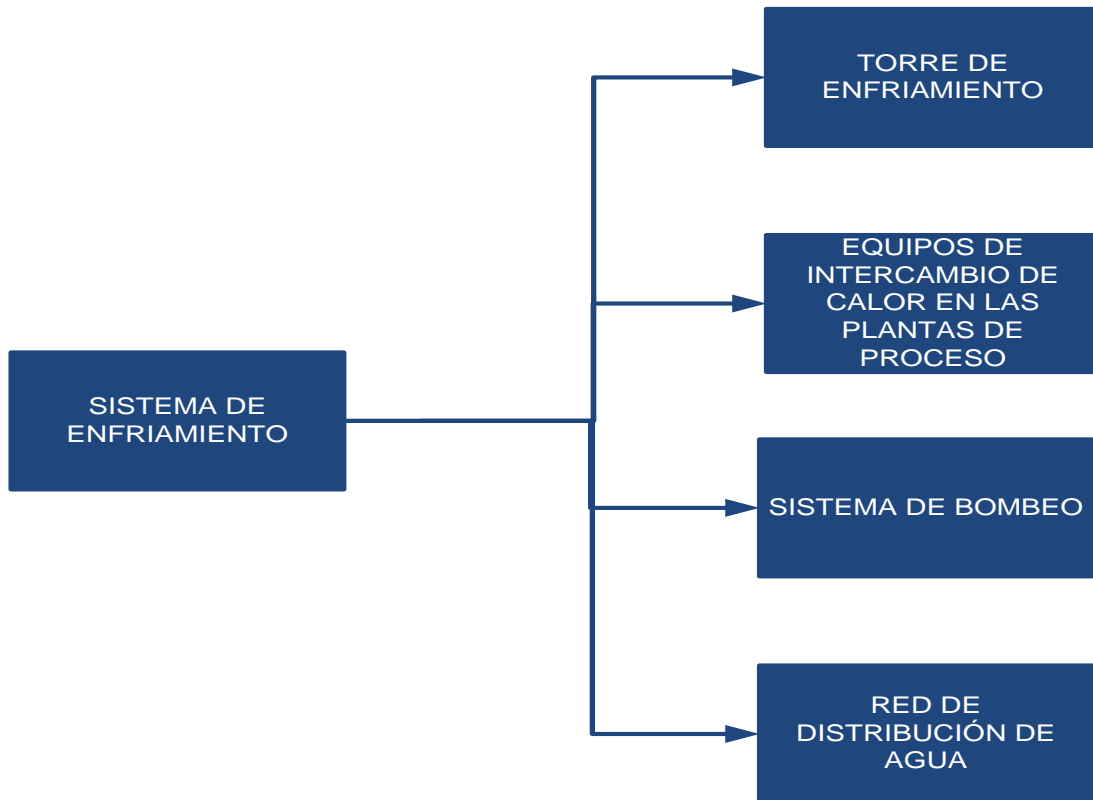 TORRE DE
ENFRIAMIENTO
EQUIPOS DE
INTERCAMBIO DE
CALOR EN LAS
PLANTAS DE
PROCESO
SISTEMA DE
ENFRIAMIENTO
SISTEMA DE BOMBEO
RED DE
DISTRIBUCIÓN DE
AGUA